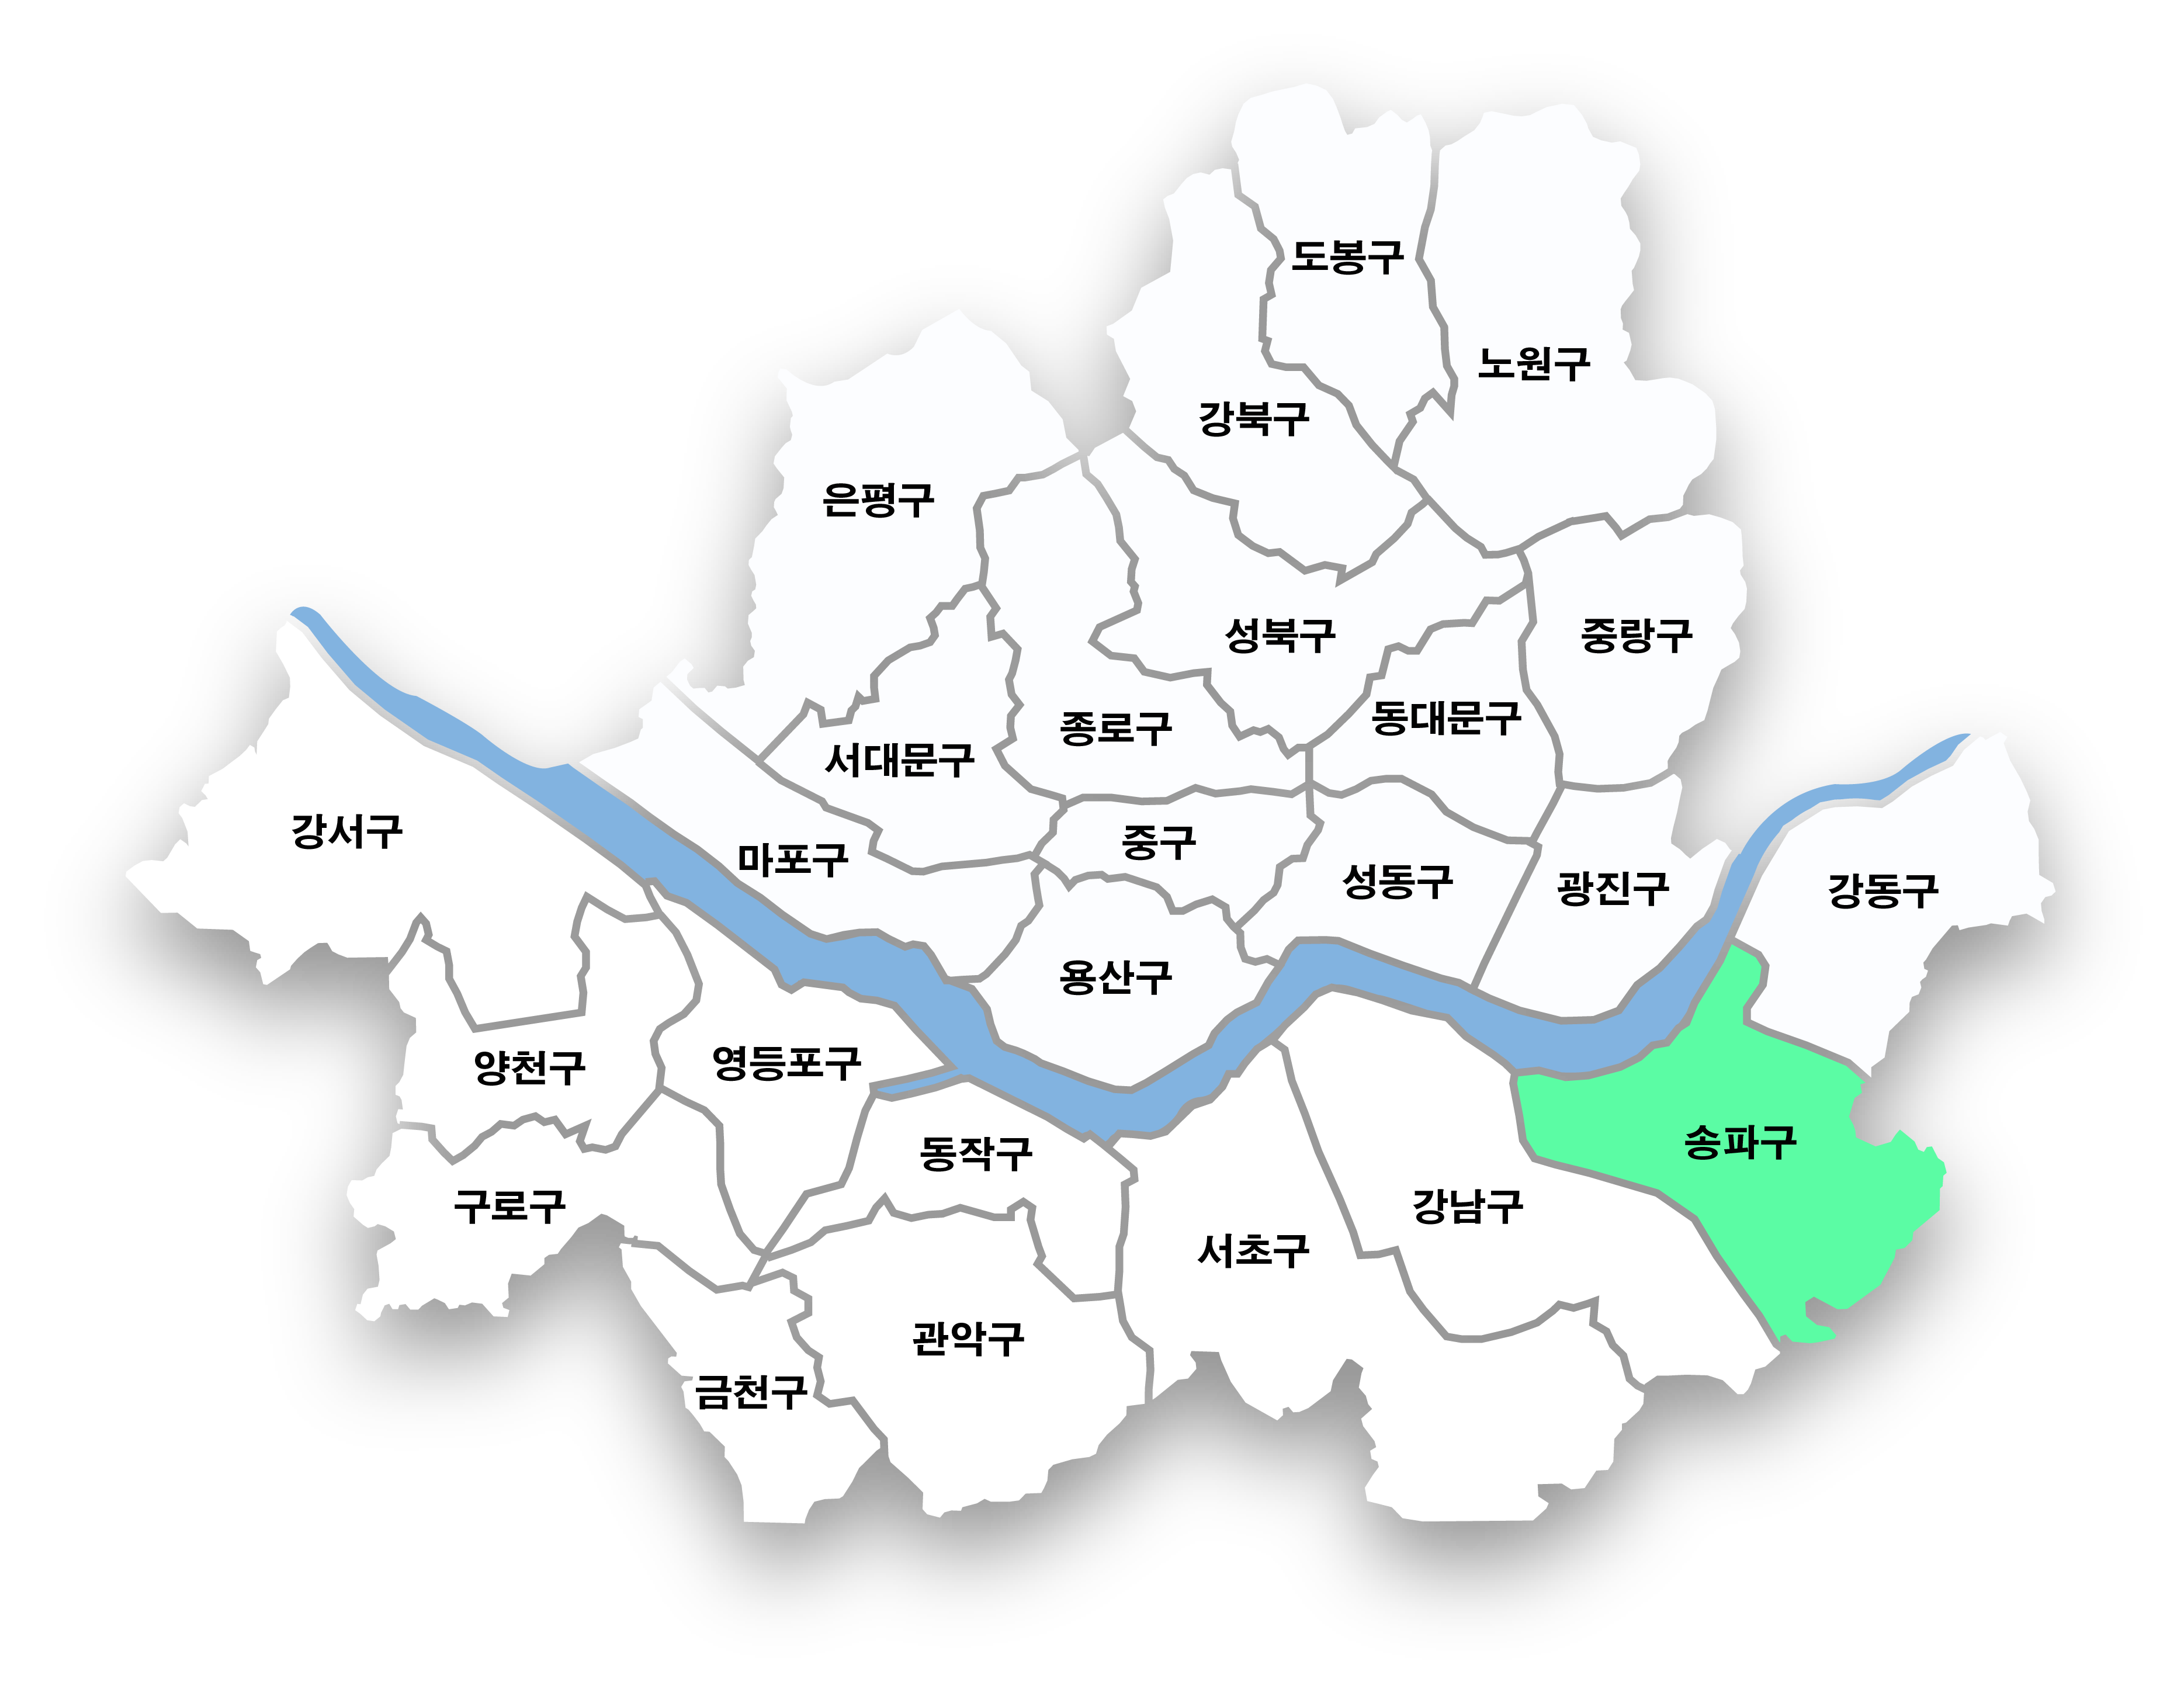 도봉구
노원구
강북구
은평구
성북구
중랑구
동대문구
종로구
서대문구
강서구
중구
마포구
성동구
광진구
강동구
용산구
양천구
영등포구
송파구
동작구
구로구
강남구
서초구
관악구
금천구